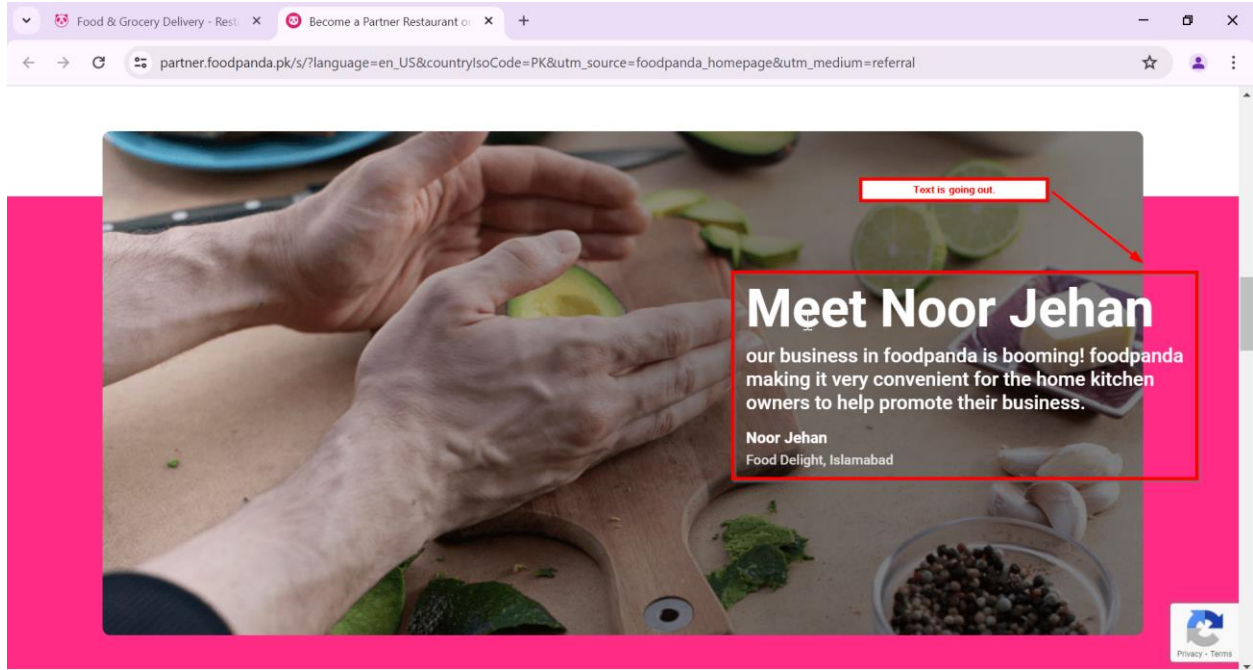 Food & Grocery Delivery - Rest
Become a Partner Restaurant or
partner.foodpanda.pk/s/?language=en_US&countryIsoCode=PK&utm_source=foodpanda_homepage&utm_medium=referral
Text is going out.
Meet Noor Jehan
our business in foodpanda is booming! foodpanda
making it very convenient for the home kitchen
owners to help promote their business.
Noor Jehan
Food Delight, Islamabad
Privacy - Terms